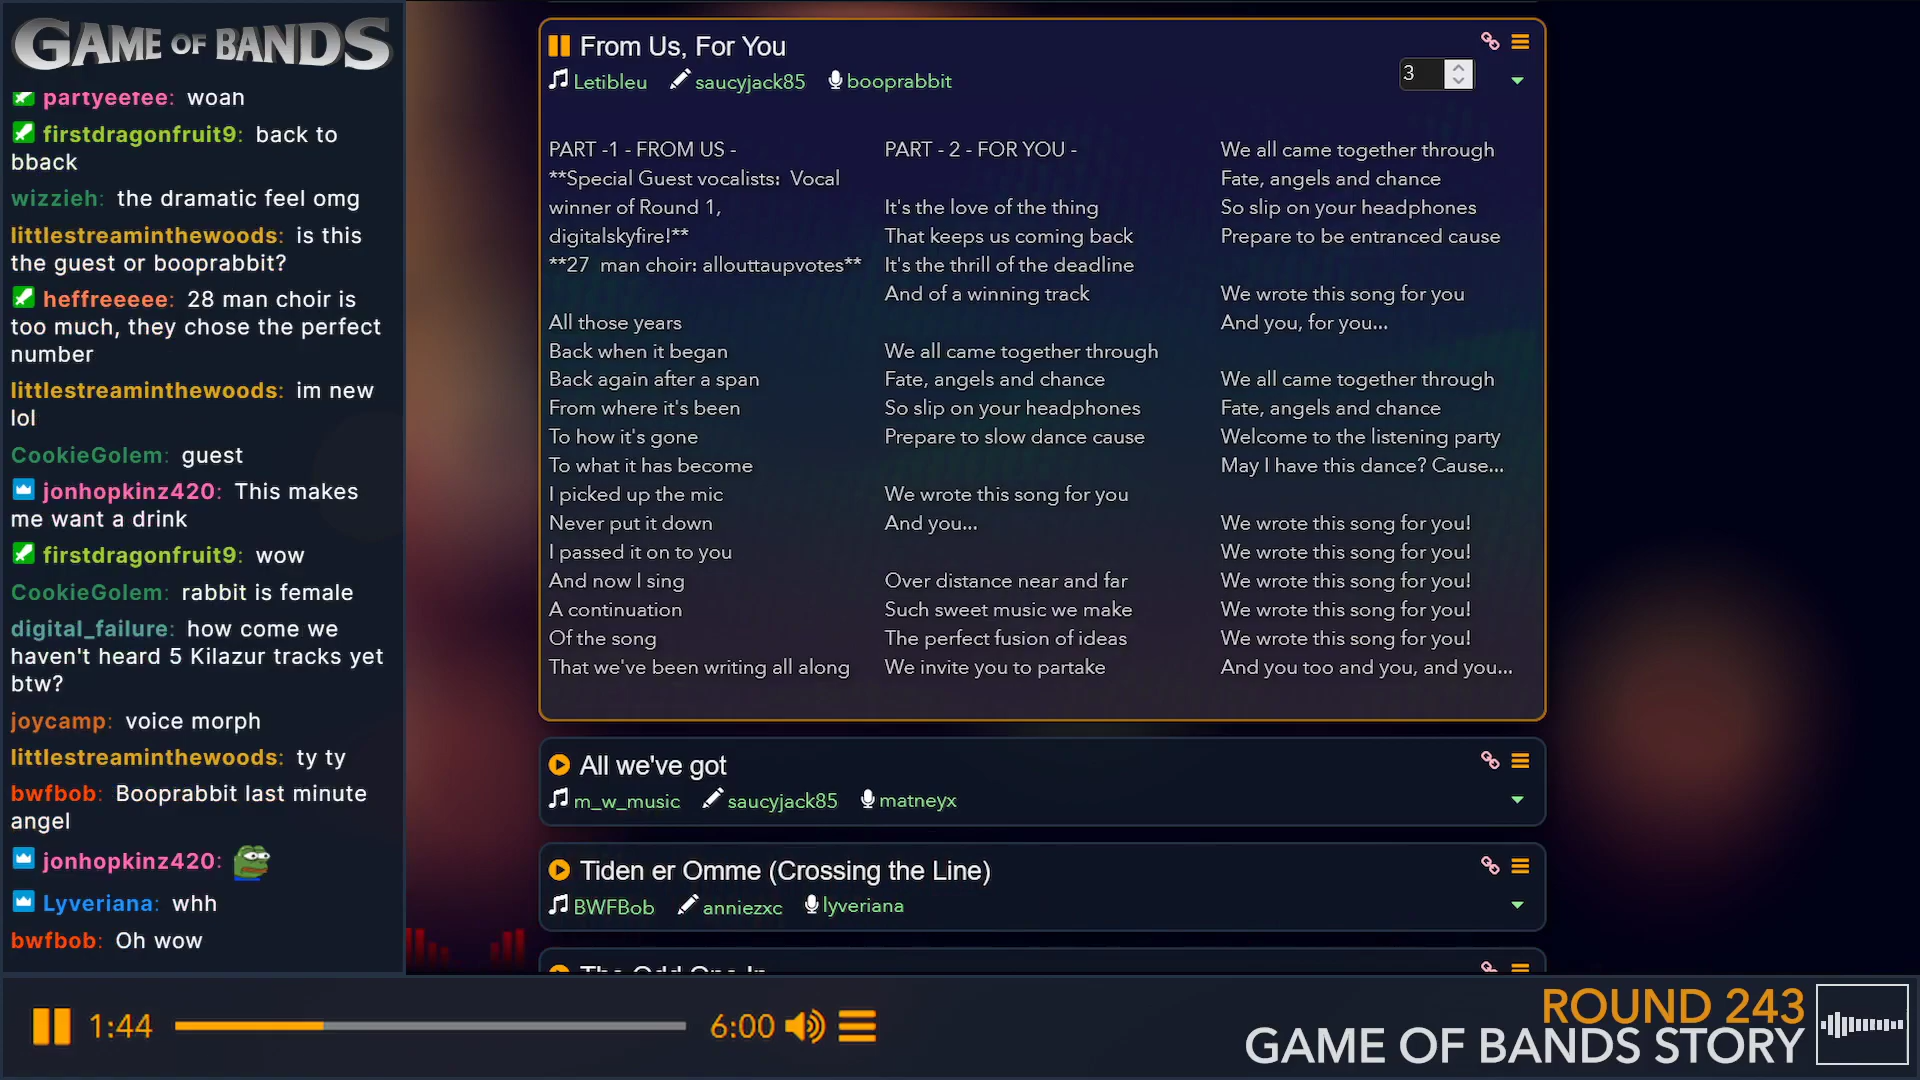 GAME OF BANDS
partyeefee: woah
firstdragonfruit9: back to
bback
wizzieh: the dramatic feel omg
littlestreaminthewoods: is this
the guest or booprabbit?
heffreeeee: 28 man choir is
too much, they chose the perfect
number
littlestreaminthewoods: im new
lol
CookieGolem: guest
jonhopkinz420: This makes
me want a drink
firstdragonfruit9: wow
CookieGolem: rabbit is female
digital_failure: how come we
haven't heard 5 Kilazur tracks yet
btw?
joycamp: voice morph
littlestreaminthewoods: ty ty
bwfbob: Booprabbit last minute
angel
jonhopkinz420:
Lyveriana: whh
bwfbob: Oh wow
From Us, For You
Letibleu saucyjack85 booprabbit
3
PART -1 - FROM US -
**Special Guest vocalists: Vocal
winner of Round 1,
digitalskyfire!**
**27 man choir: allouttaupvotes**
All those years
Back when it began
Back again after a span
From where it's been
To how it's gone
To what it has become
I picked up the mic
Never put it down
I passed it on to you
And now I sing
A continuation
Of the song
That we've been writing all along
PART - 2 - FOR YOU -
It's the love of the thing
That keeps us coming back
It's the thrill of the deadline
And of a winning track
We all came together through
Fate, angels and chance
So slip on your headphones
Prepare to slow dance cause
We wrote this song for you
And you...
Over distance near and far
Such sweet music we make
The perfect fusion of ideas
We invite you to partake
We all came together through
Fate, angels and chance
So slip on your headphones
Prepare to be entranced cause
We wrote this song for you
And you, for you...
We all came together through
Fate, angels and chance
Welcome to the listening party
May I have this dance? Cause...
We wrote this song for you!
We wrote this song for you!
We wrote this song for you!
We wrote this song for you!
We wrote this song for you!
And you too and you, and you...
All we've got
m_w_music saucyjack85 matneyx
Tiden er Omme (Crossing the Line)
BWFBob anniezxc lyveriana
The Odd One In
1:44
6:00
ROUND 243
GAME OF BANDS STORY